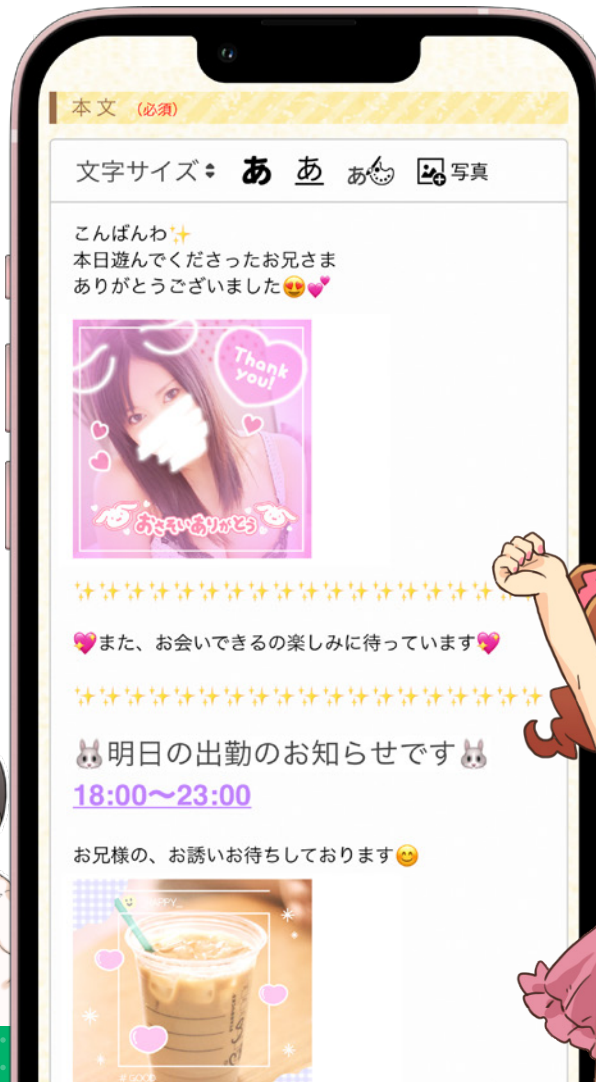 本文 (必須)
文字サイズ あ あ あ 写真
こんばんわ✨
本日遊んでくださったお兄さま
ありがとうございました😍💕
Thank
you!
おさそいありがとう
✨✨✨✨✨✨✨✨✨✨✨✨✨✨✨✨✨✨✨
💖また、お会いできるの楽しみに待っています💖
✨✨✨✨✨✨✨✨✨✨✨✨✨✨✨✨✨✨✨
🐰明日の出勤のお知らせです🐰
18:00〜23:00
お兄様の、お誘いお待ちしております😊
HAPPY
# GOOD